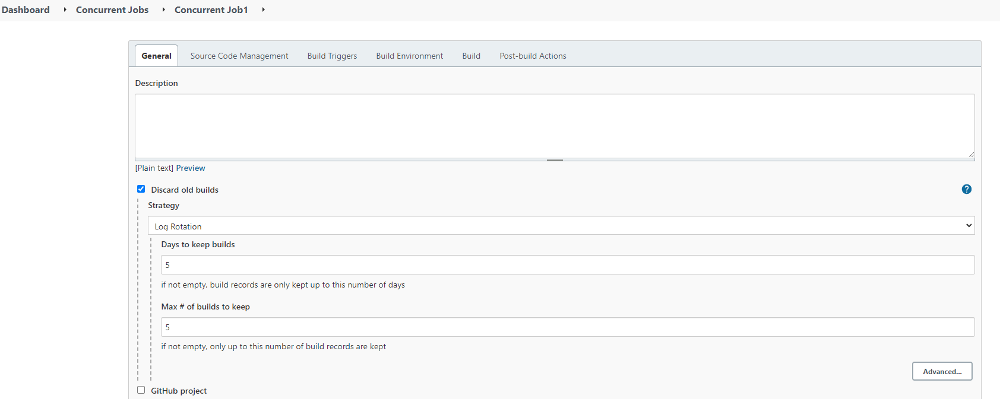 Dashboard Concurrent Jobs Concurrent Job1
General Source Code Management Build Triggers Build Environment Build Post-build Actions
Description
[Plain text] Preview
Discard old builds
?
Strategy
Log Rotation
Days to keep builds
5
if not empty, build records are only kept up to this number of days
Max # of builds to keep
5
if not empty, only up to this number of build records are kept
Advanced...
GitHub project